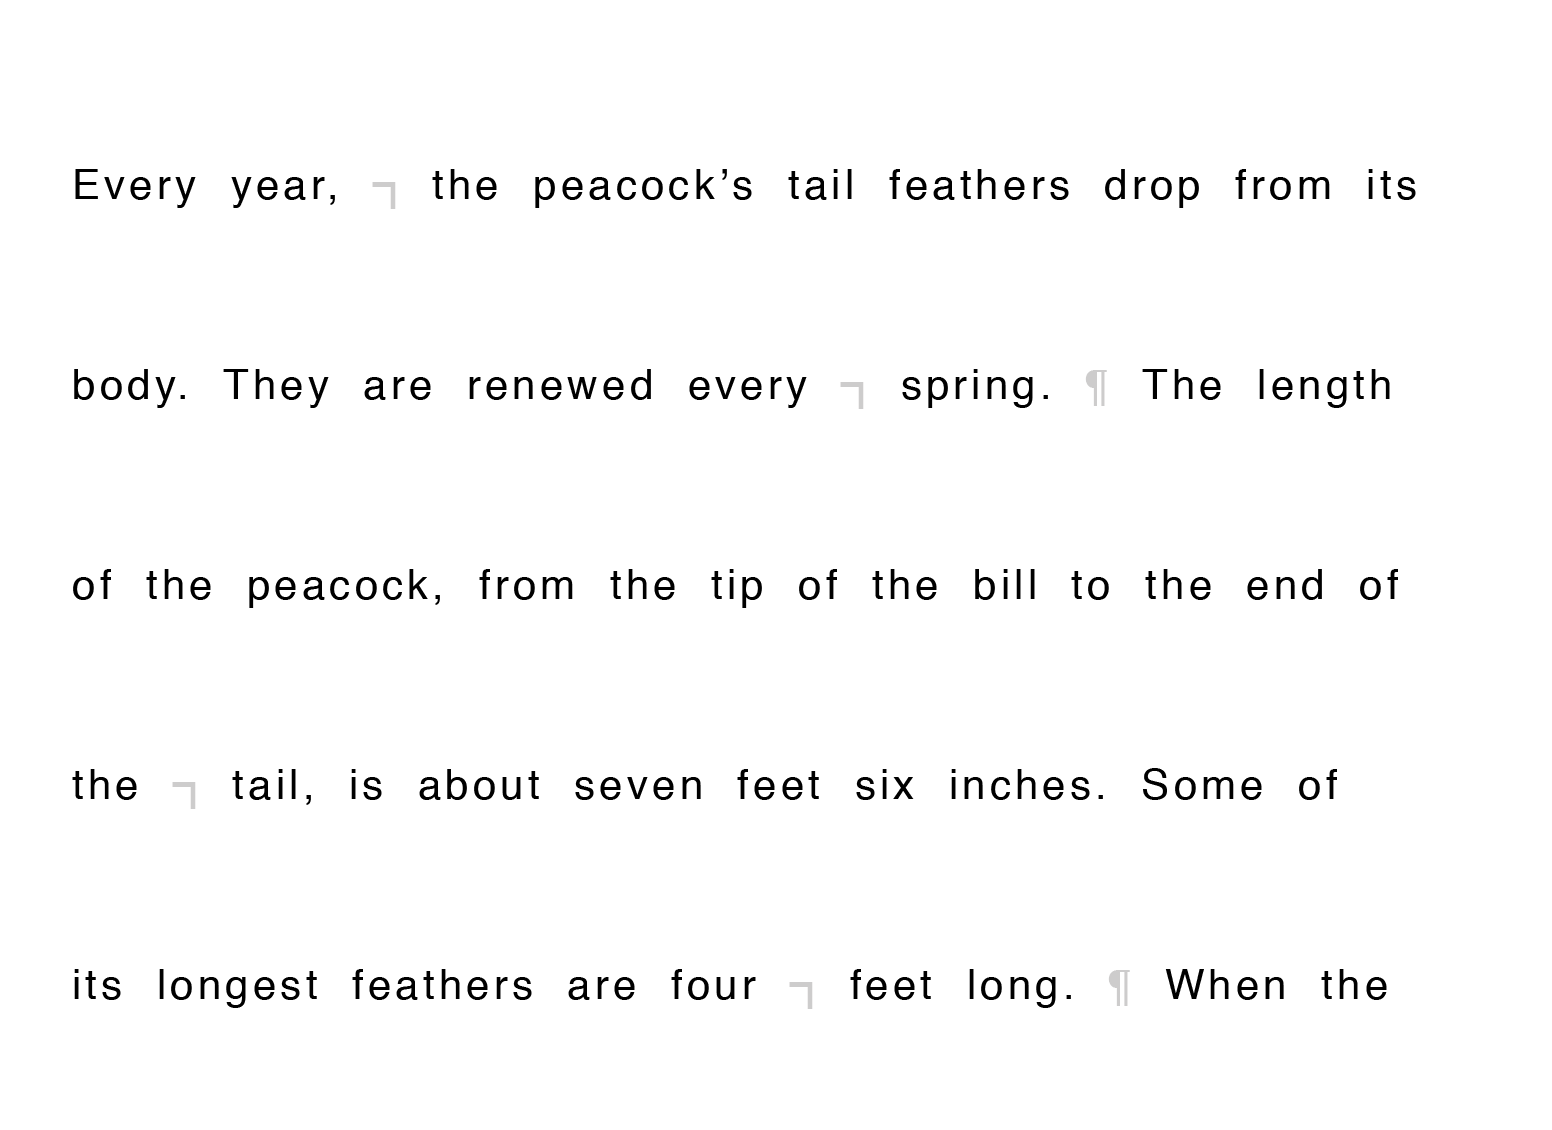 Every year, ¬ the peacock’s tail feathers drop from its
body. They are renewed every ¬ spring. ¶ The length
of the peacock, from the tip of the bill to the end of
the ¬ tail, is about seven feet six inches. Some of
its longest feathers are four ¬ feet long. ¶ When the